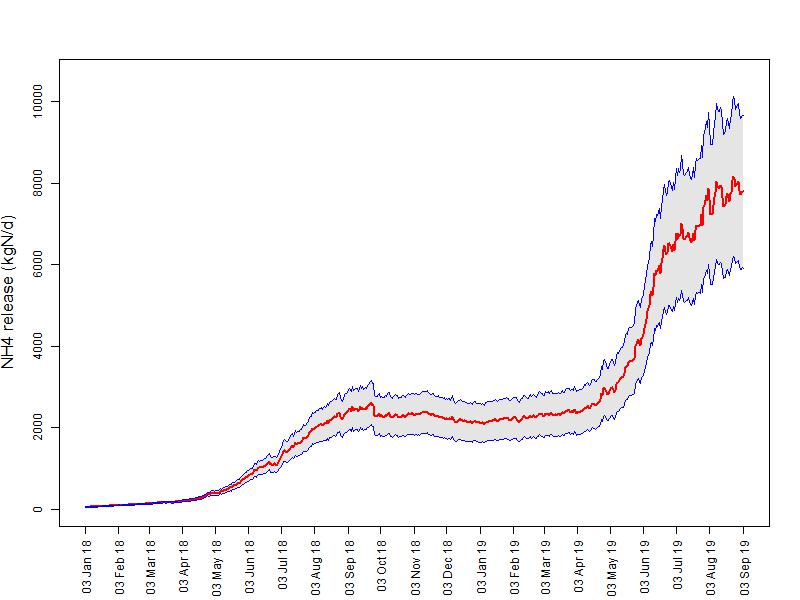 NH4 release (kgN/d)
10000
8000
6000
4000
2000
0
03 Jan 18
03 Feb 18
03 Mar 18
03 Apr 18
03 May 18
03 Jun 18
03 Jul 18
03 Aug 18
03 Sep 18
03 Oct 18
03 Nov 18
03 Dec 18
03 Jan 19
03 Feb 19
03 Mar 19
03 Apr 19
03 May 19
03 Jun 19
03 Jul 19
03 Aug 19
03 Sep 19